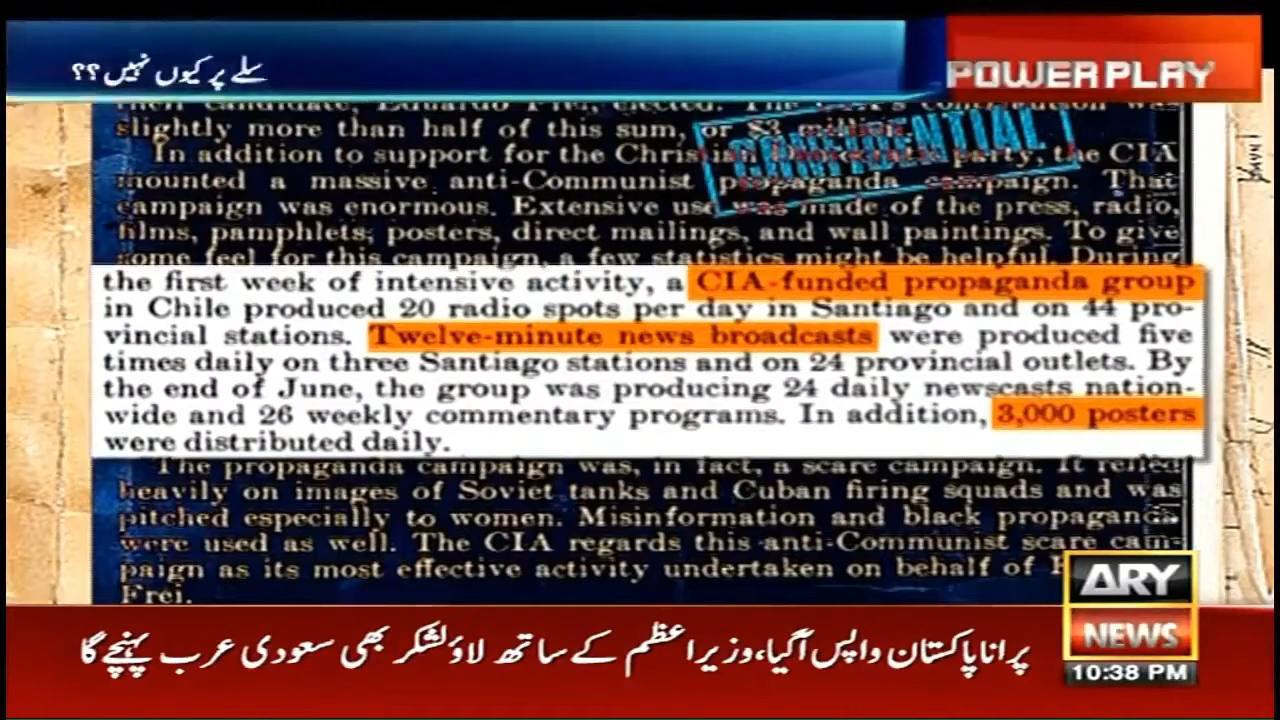 سلے پر کیوں نہیں ؟؟
POWERPLAY
their candidate, Eduardo Frei, elected. The CIA's contribution was
slightly more than half of this sum, or $3 million.
CONFIDENTIAL
In addition to support for the Christian Democratic party, the CIA
mounted a massive anti-Communist propaganda campaign. That
campaign was enormous. Extensive use was made of the press, radio,
films, pamphlets, posters, direct mailings, and wall paintings. To give
some feel for this campaign, a few statistics might be helpful. During
the first week of intensive activity, a CIA-funded propaganda group
in Chile produced 20 radio spots per day in Santiago and on 44 pro-
vincial stations. Twelve-minute news broadcasts were produced five
times daily on three Santiago stations and on 24 provincial outlets. By
the end of June, the group was producing 24 daily newscasts nation-
wide and 26 weekly commentary programs. In addition, 3,000 posters
were distributed daily.
The propaganda campaign was, in fact, a scare campaign. It relied
heavily on images of Soviet tanks and Cuban firing squads and was
pitched especially to women. Misinformation and black propaganda
were used as well. The CIA regards this anti-Communist scare cam-
paign as its most effective activity undertaken on behalf of
Frei.
ARY
NEWS
10:38 PM
پرانا پاکستان واپس آگیا، وزیراعظم کے ساتھ لاؤلشکر بھی سعودی عرب پہنچے گا